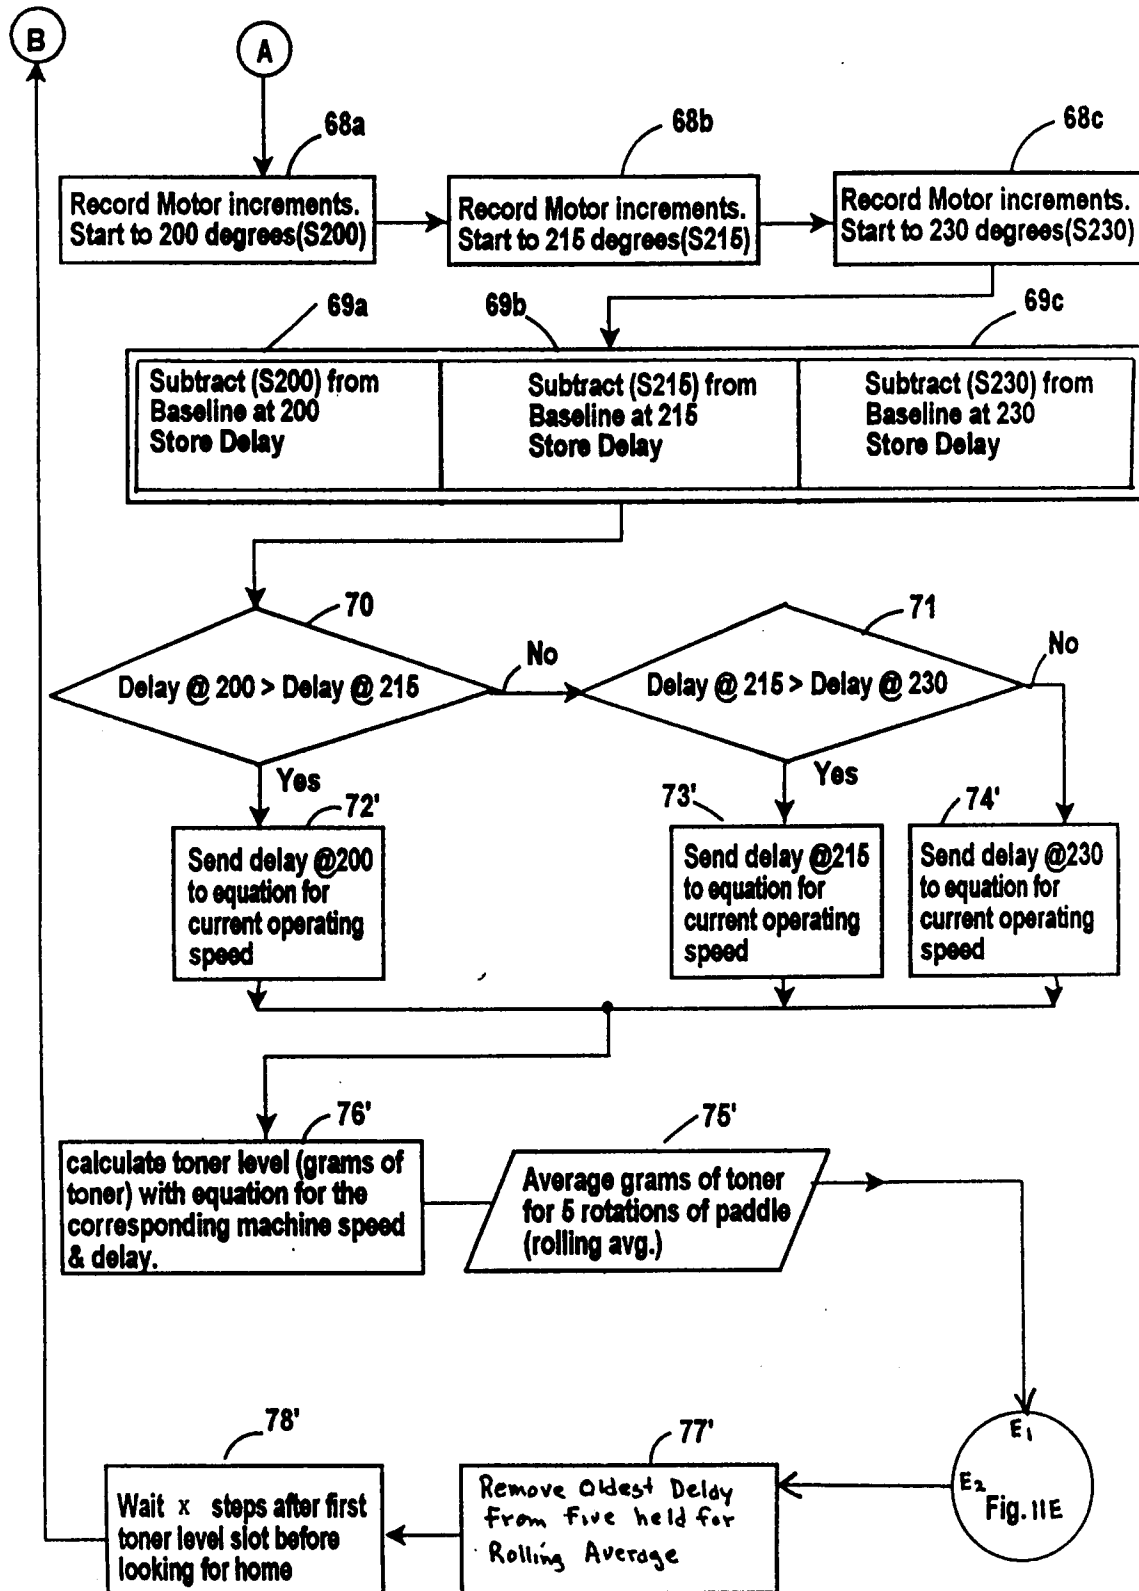 B
A
68a
68b
68c
Record Motor increments.
Start to 200 degrees(S200)
Record Motor increments.
Start to 215 degrees(S215)
Record Motor increments.
Start to 230 degrees(S230)
69a
69b
69c
Subtract (S200) from
Baseline at 200
Store Delay
Subtract (S215) from
Baseline at 215
Store Delay
Subtract (S230) from
Baseline at 230
Store Delay
70
71
Delay @ 200 > Delay @ 215
No
Delay @ 215 > Delay @ 230
No
Yes
Yes
72'
73'
74'
Send delay @200
to equation for
current operating
speed
Send delay @215
to equation for
current operating
speed
Send delay @230
to equation for
current operating
speed
76'
75'
calculate toner level (grams of
toner) with equation for the
corresponding machine speed
& delay.
Average grams of toner
for 5 rotations of paddle
(rolling avg.)
E1
E2
Fig. 11E
78'
77'
Wait x steps after first
toner level slot before
looking for home
Remove Oldest Delay
From Five held for
Rolling Average